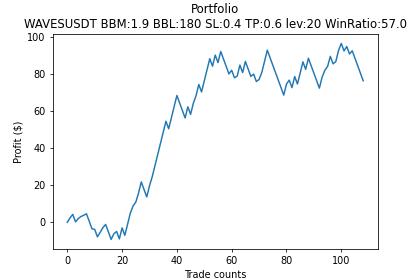 Portfolio
WAVESUSDT BBM:1.9 BBL:180 SL:0.4 TP:0.6 lev:20 WinRatio:57.0
100
80
60
40
20
0
Profit ($)
0 20 40 60 80 100
Trade counts